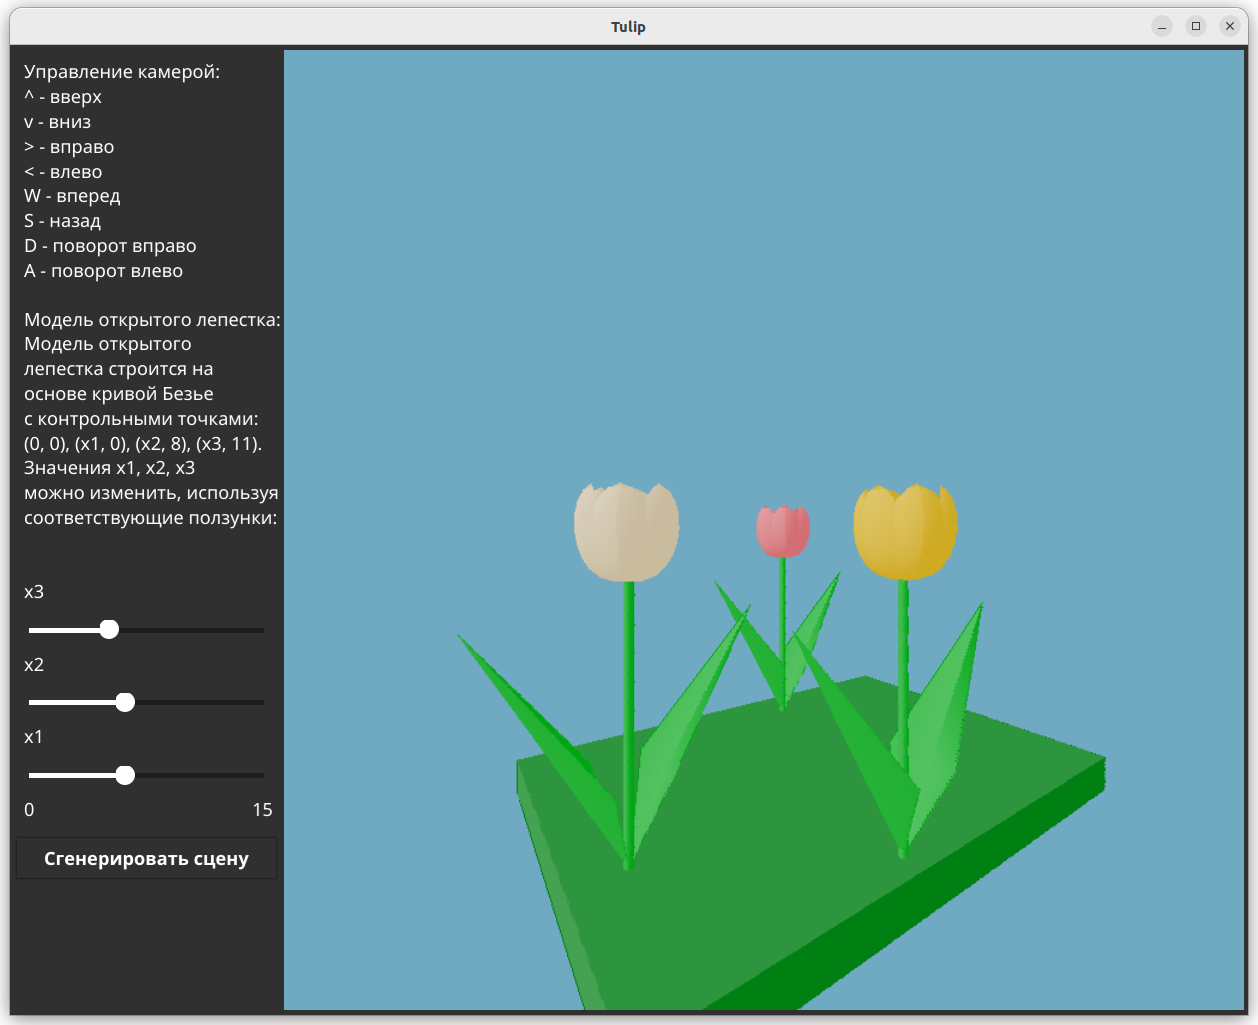 Tulip
Управление камерой:
^ - вверх
v - вниз
> - вправо
< - влево
W - вперед
S - назад
D - поворот вправо
A - поворот влево
Модель открытого лепестка:
Модель открытого
лепестка строится на
основе кривой Безье
с контрольными точками:
(0, 0), (x1, 0), (x2, 8), (x3, 11).
Значения x1, x2, x3
можно изменить, используя
соответствующие ползунки:
x3
x2
x1
0 15
Сгенерировать сцену